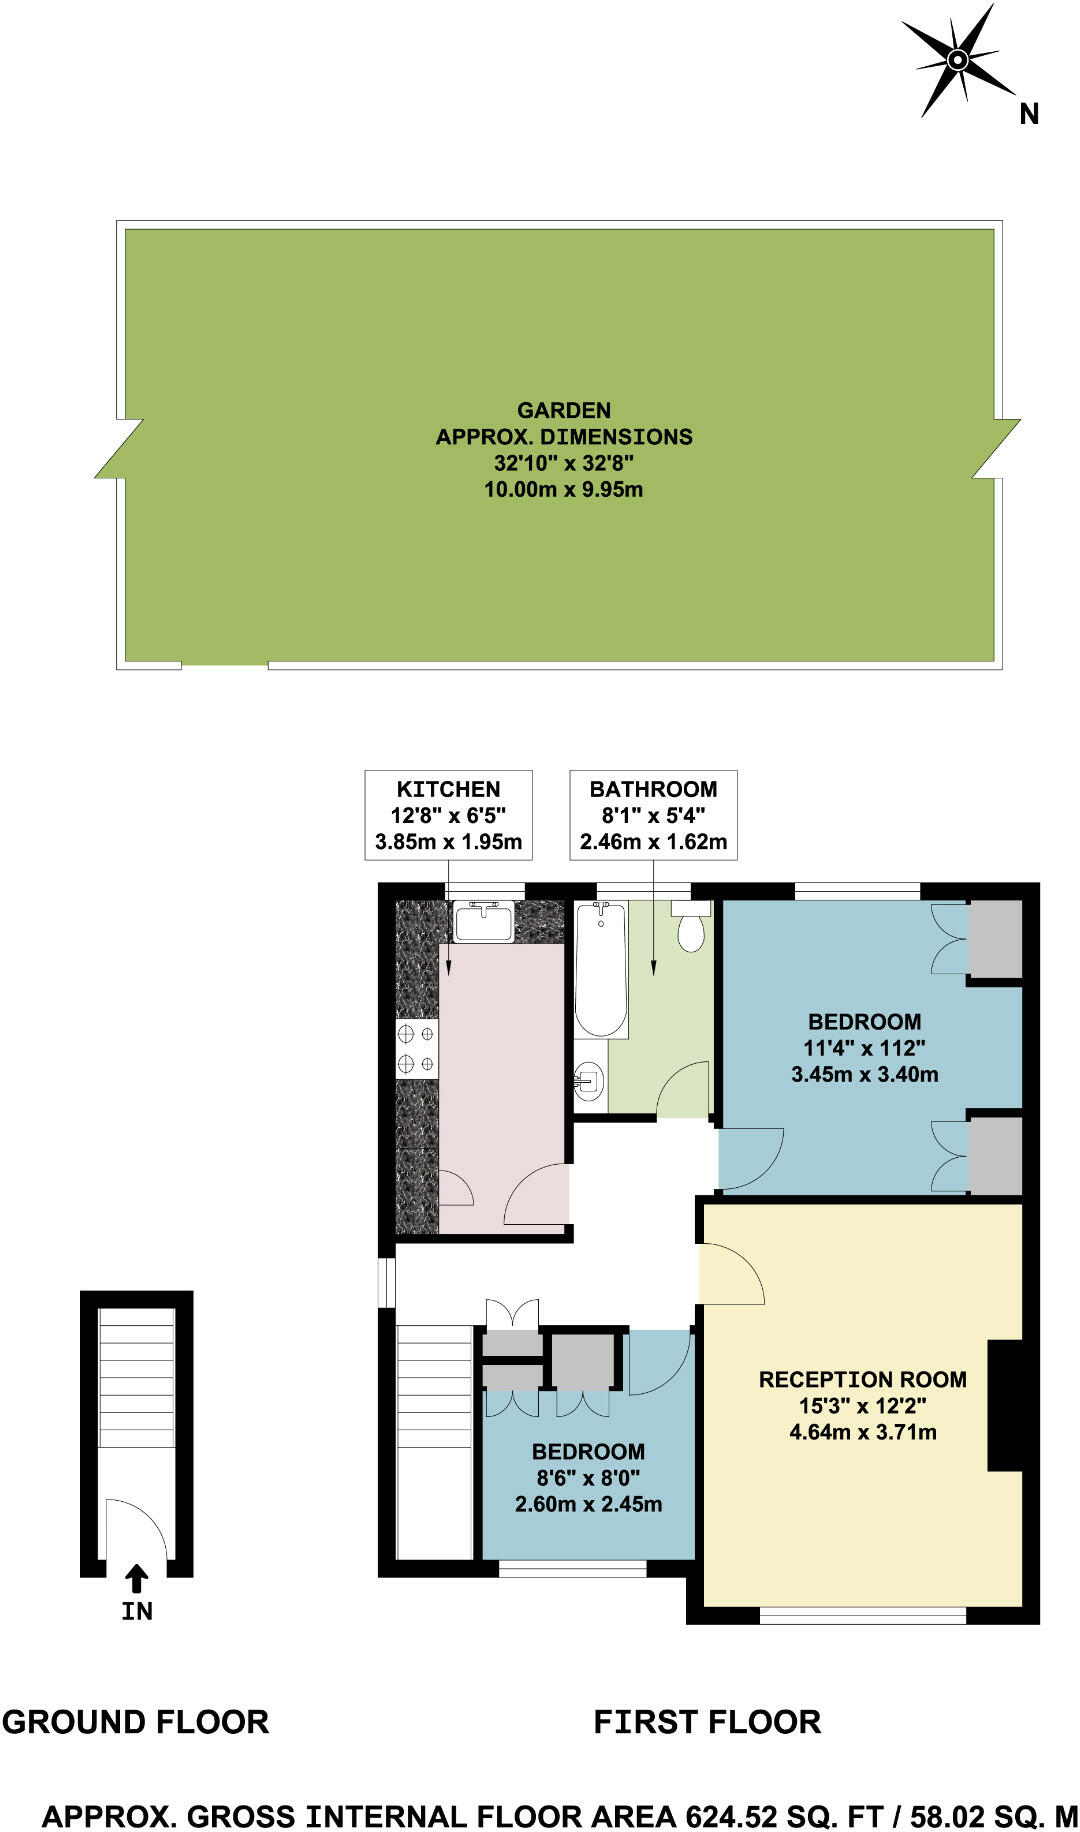 N
GARDEN
APPROX. DIMENSIONS
32'10" x 32'8"
10.00m x 9.95m
KITCHEN
12'8" x 6'5"
3.85m x 1.95m
BATHROOM
8'1" x 5'4"
2.46m x 1.62m
BEDROOM
11'4" x 112"
3.45m x 3.40m
RECEPTION ROOM
15'3" x 12'2"
4.64m x 3.71m
BEDROOM
8'6" x 8'0"
2.60m x 2.45m
IN
GROUND FLOOR
FIRST FLOOR
APPROX. GROSS INTERNAL FLOOR AREA 624.52 SQ. FT / 58.02 SQ. M